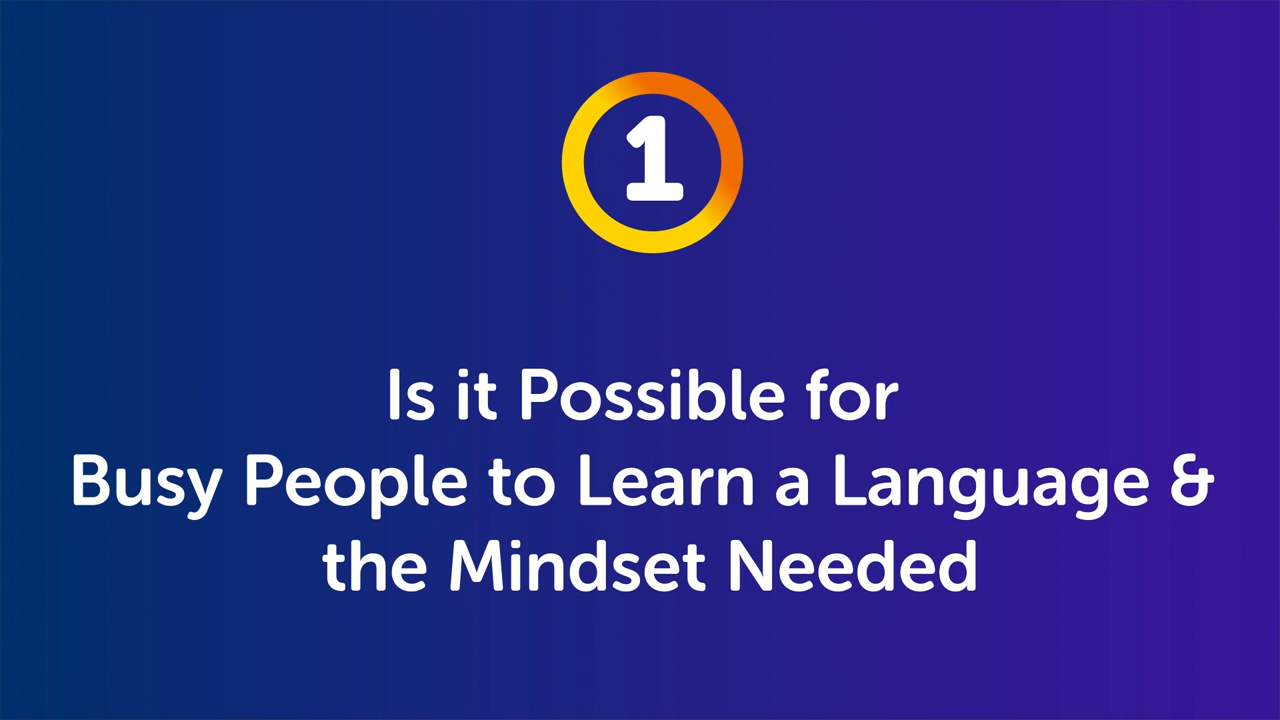 1
Is it Possible for
Busy People to Learn a Language &
the Mindset Needed